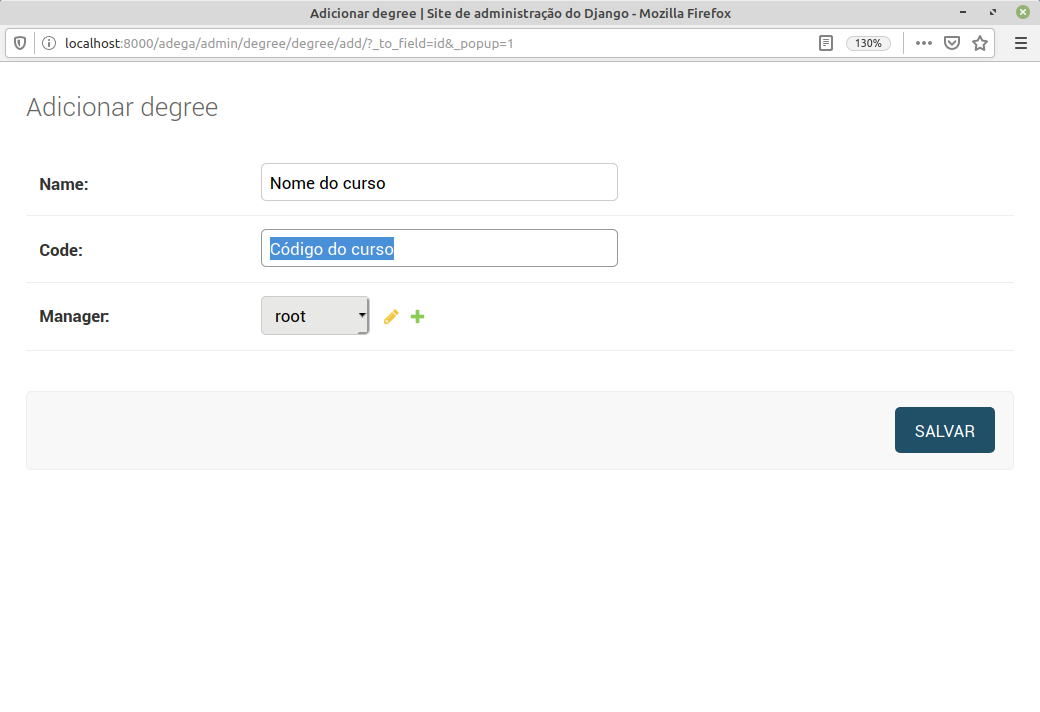 Adicionar degree | Site de administração do Django - Mozilla Firefox
localhost:8000/adega/admin/degree/degree/add/?_to_field=id&_popup=1
130%
Adicionar degree
Name:
Nome do curso
Code:
Código do curso
Manager:
root
SALVAR